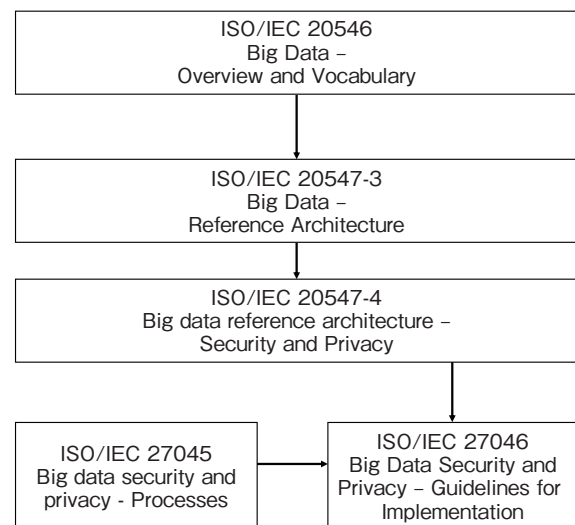 ISO/IEC 20546
Big Data –
Overview and Vocabulary
ISO/IEC 20547-3
Big Data –
Reference Architecture
ISO/IEC 20547-4
Big data reference architecture –
Security and Privacy
ISO/IEC 27045
Big data security and
privacy - Processes
ISO/IEC 27046
Big Data Security and
Privacy – Guidelines for
Implementation